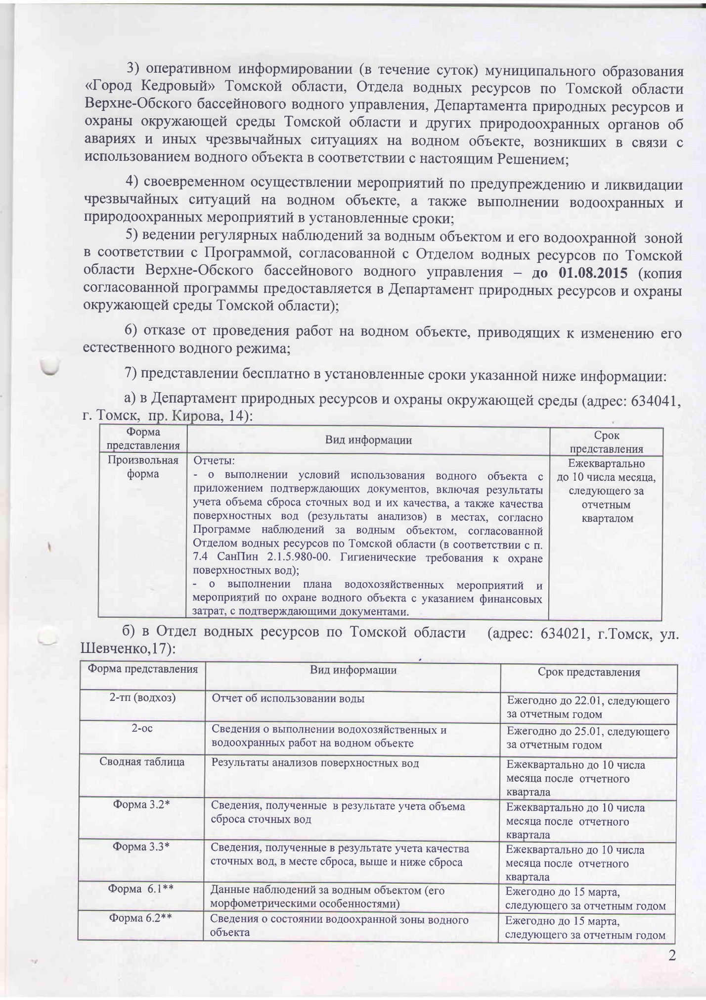 3) оперативном информировании (в течение суток) муниципального образования
«Город Кедровый» Томской области, Отдела водных ресурсов по Томской области
Верхне-Обского бассейнового водного управления, Департамента природных ресурсов и
охраны окружающей среды Томской области и других природоохранных органов об
авариях и иных чрезвычайных ситуациях на водном объекте, возникших в связи с
использованием водного объекта в соответствии с настоящим Решением;
4) своевременном осуществлении мероприятий по предупреждению и ликвидации
чрезвычайных ситуаций на водном объекте, а также выполнении водоохранных и
природоохранных мероприятий в установленные сроки;
5) ведении регулярных наблюдений за водным объектом и его водоохранной зоной
в соответствии с Программой, согласованной с Отделом водных ресурсов по Томской
области Верхне-Обского бассейнового водного управления – до 01.08.2015 (копия
согласованной программы предоставляется в Департамент природных ресурсов и охраны
окружающей среды Томской области);
6) отказе от проведения работ на водном объекте, приводящих к изменению его
естественного водного режима;
7) представлении бесплатно в установленные сроки указанной ниже информации:
а) в Департамент природных ресурсов и охраны окружающей среды (адрес: 634041,
г. Томск, пр. Кирова, 14):
Форма
представления
Вид информации
Срок
представления
Произвольная
форма
Отчеты:
- о выполнении условий использования водного объекта с
приложением подтверждающих документов, включая результаты
учета объема сброса сточных вод и их качества, а также качества
поверхностных вод (результаты анализов) в местах, согласно
Программе наблюдений за водным объектом, согласованной
Отделом водных ресурсов по Томской области (в соответствии с п.
7.4 СанПин 2.1.5.980-00. Гигиенические требования к охране
поверхностных вод);
- о выполнении плана водохозяйственных мероприятий и
мероприятий по охране водного объекта с указанием финансовых
затрат, с подтверждающими документами.
Ежеквартально
до 10 числа месяца,
следующего за
отчетным
кварталом
б) в Отдел водных ресурсов по Томской области (адрес: 634021, г.Томск, ул.
Шевченко,17):
Форма представления
Вид информации
Срок представления
2-тп (водхоз)
Отчет об использовании воды
Ежегодно до 22.01, следующего
за отчетным годом
2-ос
Сведения о выполнении водохозяйственных и
водоохранных работ на водном объекте
Ежегодно до 25.01, следующего
за отчетным годом
Сводная таблица
Результаты анализов поверхностных вод
Ежеквартально до 10 числа
месяца после отчетного
квартала
Форма 3.2*
Сведения, полученные в результате учета объема
сброса сточных вод
Ежеквартально до 10 числа
месяца после отчетного
квартала
Форма 3.3*
Сведения, полученные в результате учета качества
сточных вод, в месте сброса, выше и ниже сброса
Ежеквартально до 10 числа
месяца после отчетного
квартала
Форма 6.1**
Данные наблюдений за водным объектом (его
морфометрическими особенностями)
Ежегодно до 15 марта,
следующего за отчетным годом
Форма 6.2**
Сведения о состоянии водоохранной зоны водного
объекта
Ежегодно до 15 марта,
следующего за отчетным годом
2